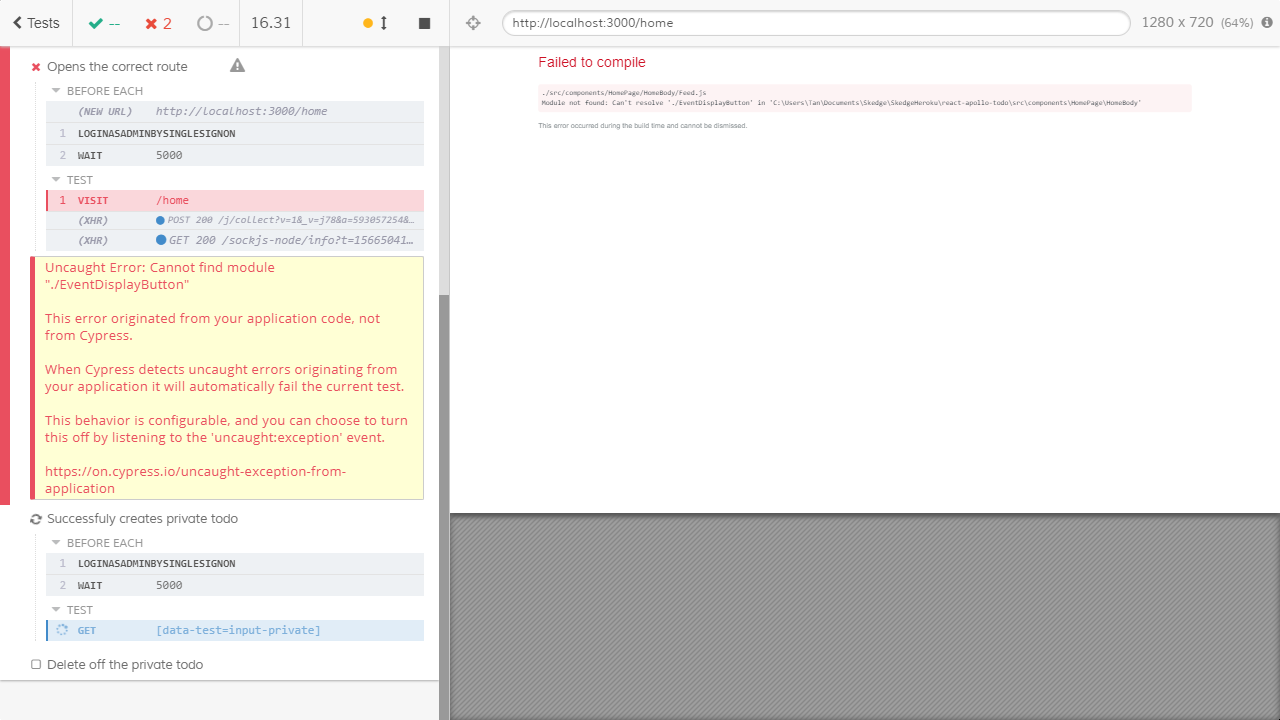 Tests
--
2
--
16.31
http://localhost:3000/home
1280 x 720 (64%)
Opens the correct route
BEFORE EACH
(NEW URL) http://localhost:3000/home
1 LOGINASADMINBYSINGLESIGNON
2 WAIT 5000
TEST
1 VISIT /home
(XHR) POST 200 /j/collect?v=1&_v=j78&a=593057254&…
(XHR) GET 200 /sockjs-node/info?t=15665041…
Uncaught Error: Cannot find module
"./EventDisplayButton"
This error originated from your application code, not
from Cypress.
When Cypress detects uncaught errors originating from
your application it will automatically fail the current test.
This behavior is configurable, and you can choose to turn
this off by listening to the 'uncaught:exception' event.
https://on.cypress.io/uncaught-exception-from-
application
Successfuly creates private todo
BEFORE EACH
1 LOGINASADMINBYSINGLESIGNON
2 WAIT 5000
TEST
GET [data-test=input-private]
Delete off the private todo
Failed to compile
./src/components/HomePage/HomeBody/Feed.js
Module not found: Can't resolve './EventDisplayButton' in 'C:\Users\Tan\Documents\Skedge\SkedgeHeroku\react-apollo-todo\src\components\HomePage\HomeBody'
This error occurred during the build time and cannot be dismissed.